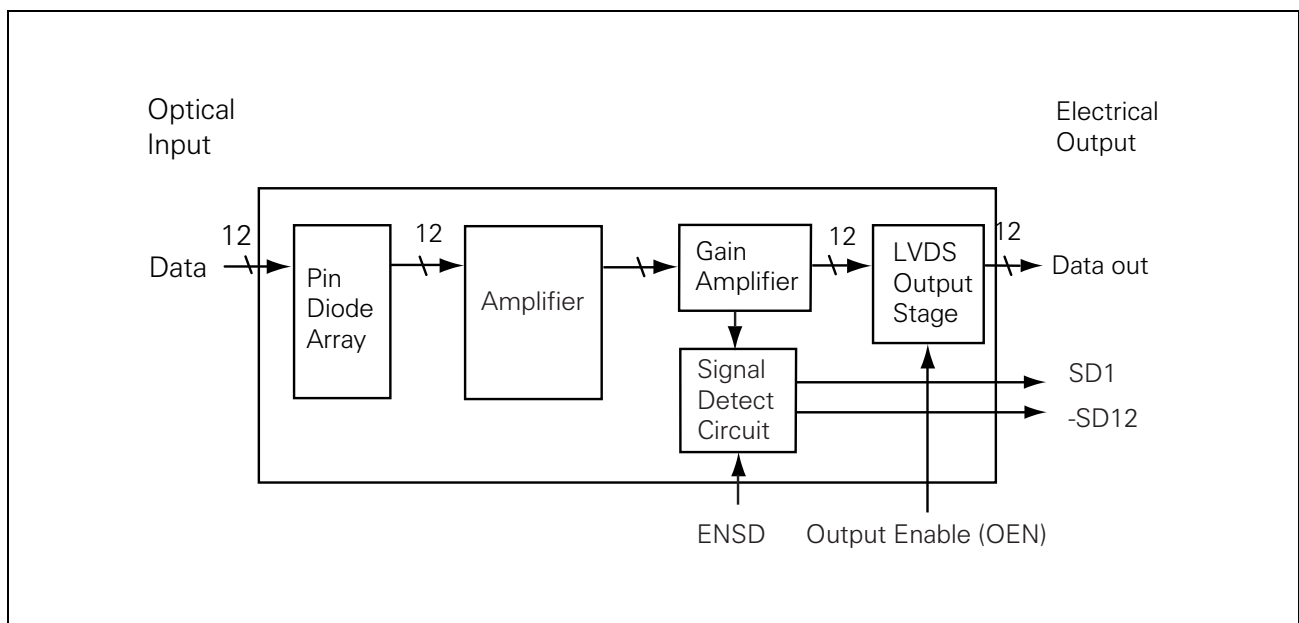 Optical
Input
Electrical
Output
12
12
12
12
Data
Pin
Diode
Array
Amplifier
Gain
Amplifier
LVDS
Output
Stage
Data out
Signal
Detect
Circuit
SD1
-SD12
ENSD
Output Enable (OEN)